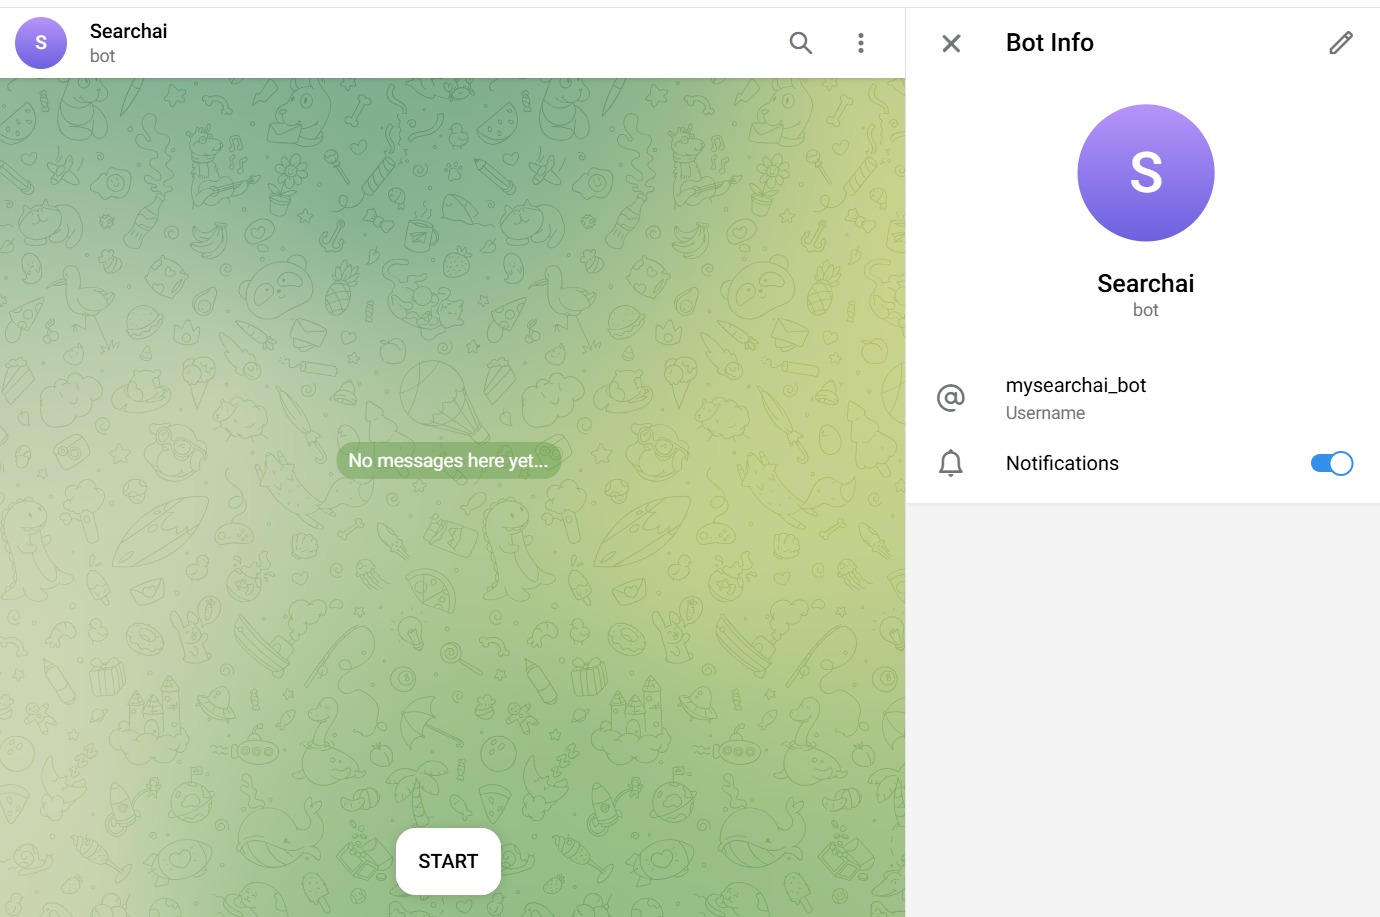 S
Searchai
bot
No messages here yet...
START
Bot Info
S
Searchai
bot
mysearchai_bot
Username
Notifications